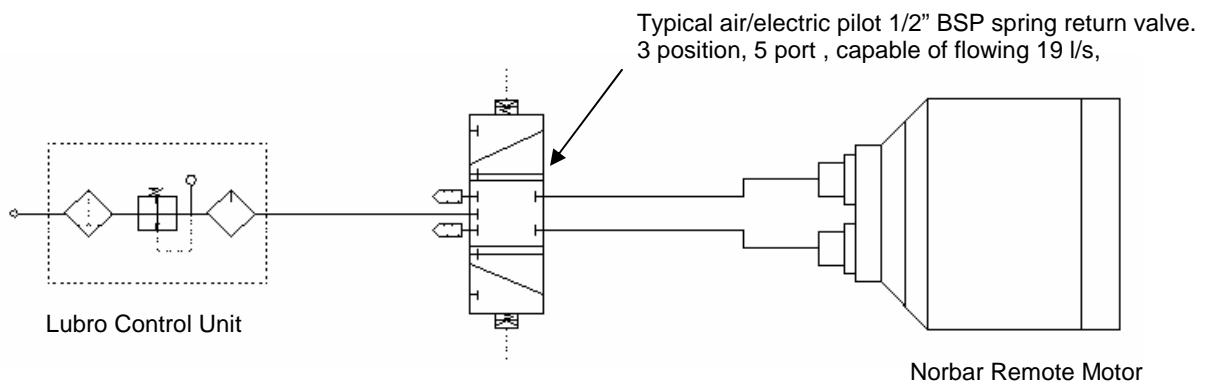 Typical air/electric pilot 1/2” BSP spring return valve.
3 position, 5 port , capable of flowing 19 l/s,
Lubro Control Unit
Norbar Remote Motor